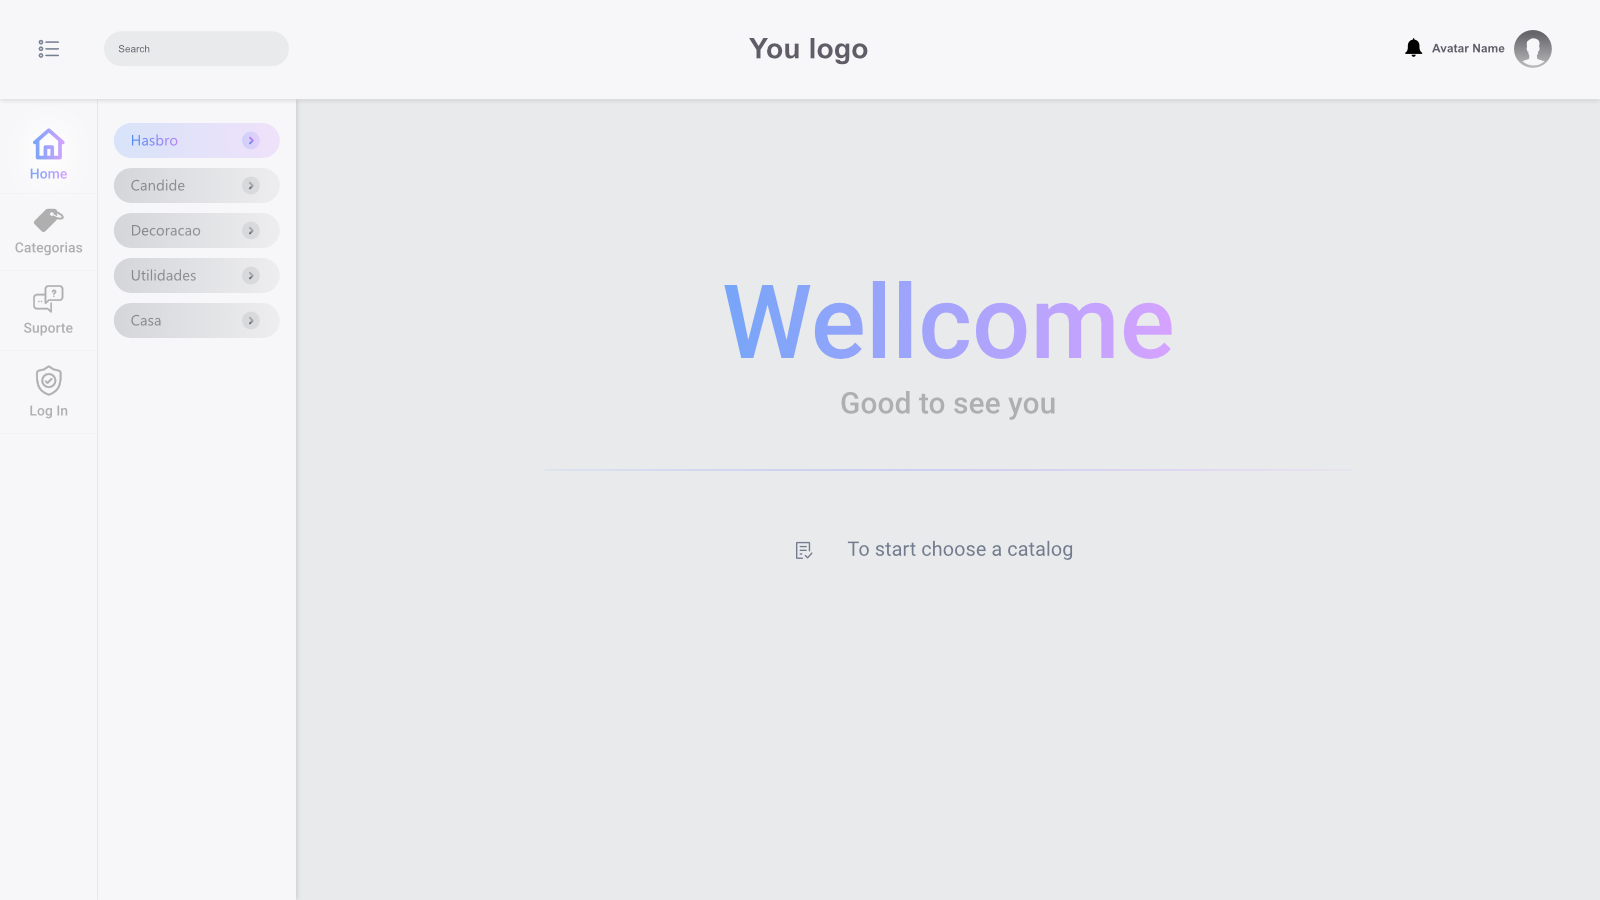 Search
You logo
Avatar Name
Home
Categorias
Suporte
Log In
Hasbro
Candide
Decoracao
Utilidades
Casa
Wellcome
Good to see you
To start choose a catalog